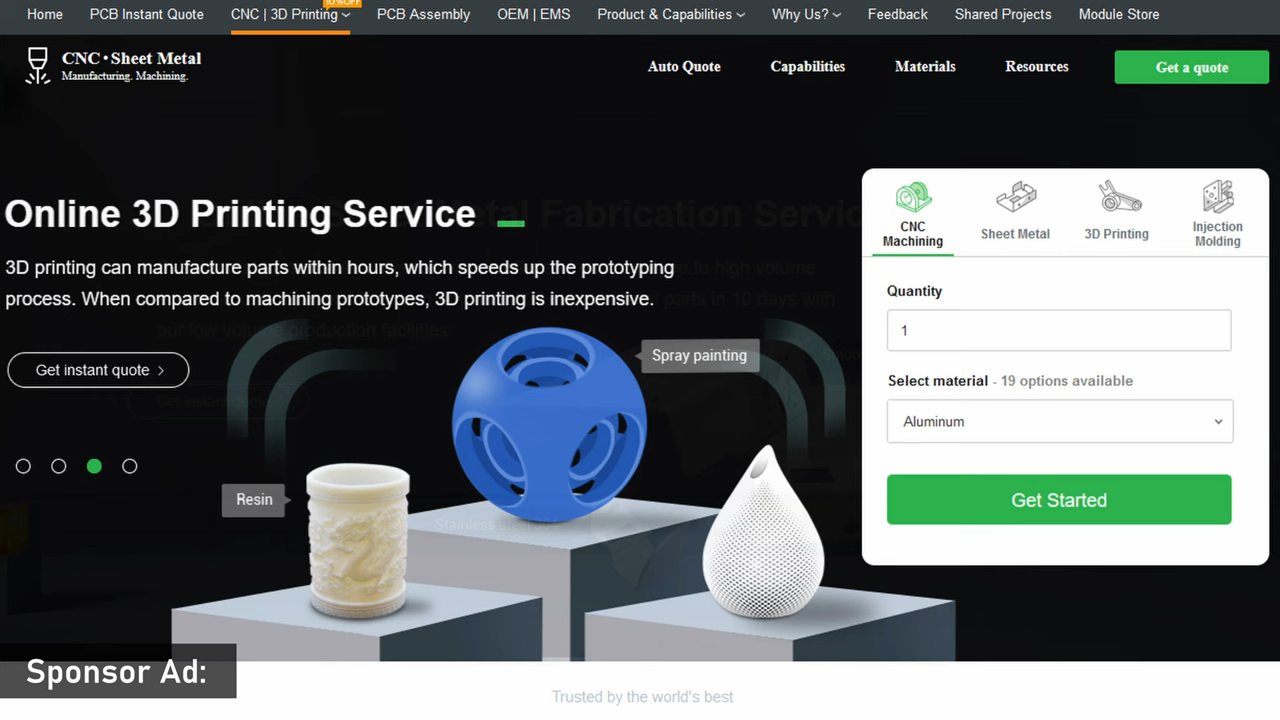 10%OFF
Home PCB Instant Quote CNC | 3D Printing PCB Assembly OEM | EMS Product & Capabilities Why Us? Feedback Shared Projects Module Store
CNC • Sheet Metal
Manufacturing. Machining.
Auto Quote Capabilities Materials Resources Get a quote
Online 3D Printing Service
3D printing can manufacture parts within hours, which speeds up the prototyping
process. When compared to machining prototypes, 3D printing is inexpensive.
Get instant quote
Spray painting
Resin
CNC
Machining
Sheet Metal
3D Printing
Injection
Molding
Quantity
1
Select material - 19 options available
Aluminum
Get Started
Sponsor Ad:
Trusted by the world's best